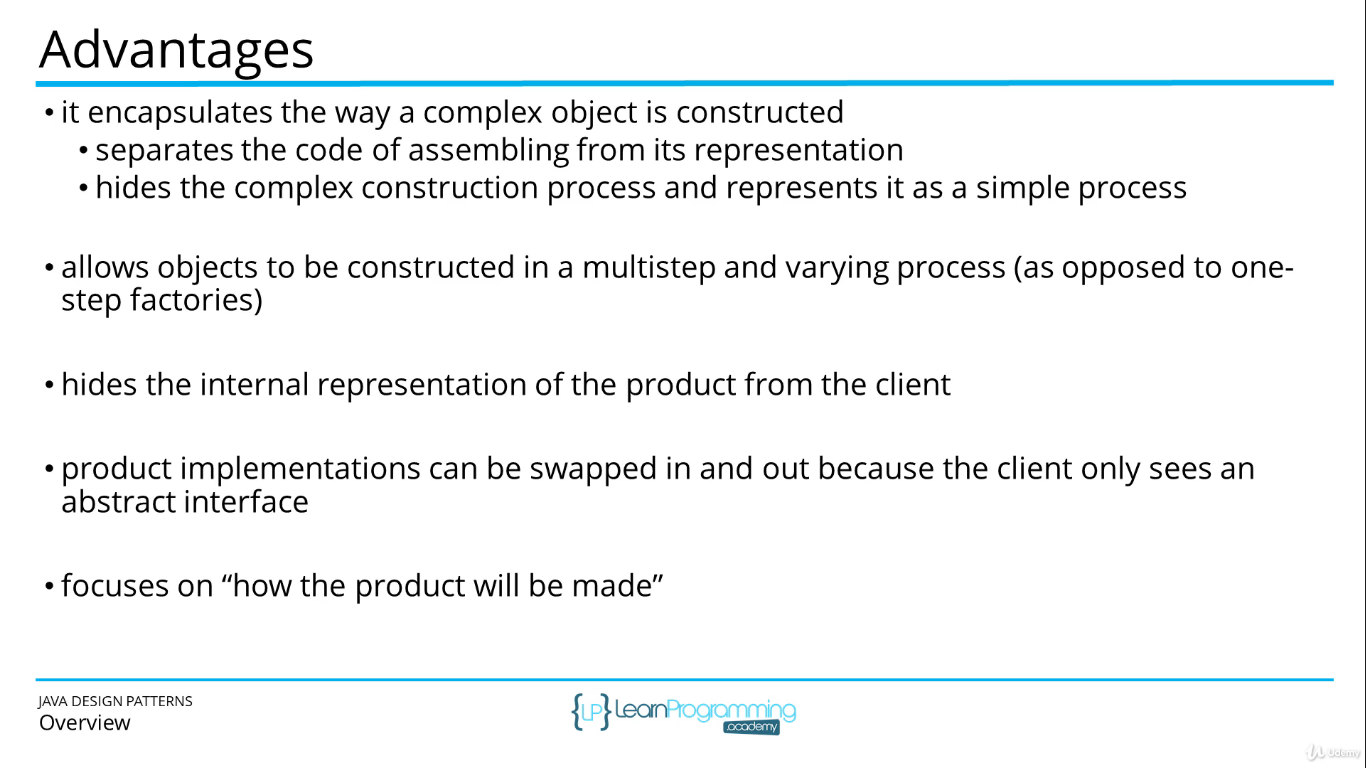 Advantages
• it encapsulates the way a complex object is constructed
• separates the code of assembling from its representation
• hides the complex construction process and represents it as a simple process
• allows objects to be constructed in a multistep and varying process (as opposed to one-
step factories)
• hides the internal representation of the product from the client
• product implementations can be swapped in and out because the client only sees an
abstract interface
• focuses on “how the product will be made”
JAVA DESIGN PATTERNS
Overview
{LP} LearnProgramming
.academy
Udemy